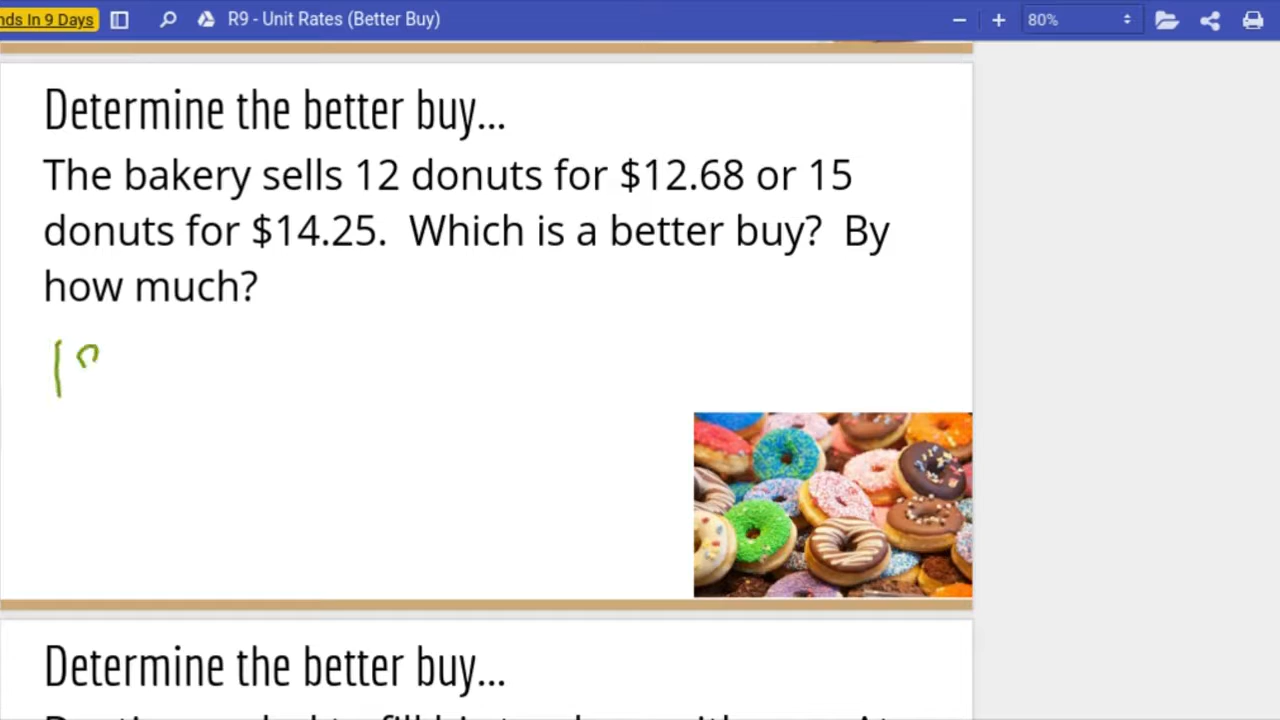 nds In 9 Days
R9 - Unit Rates (Better Buy)
80%
Determine the better buy...
The bakery sells 12 donuts for $12.68 or 15
donuts for $14.25.  Which is a better buy?  By
how much?
Determine the better buy...